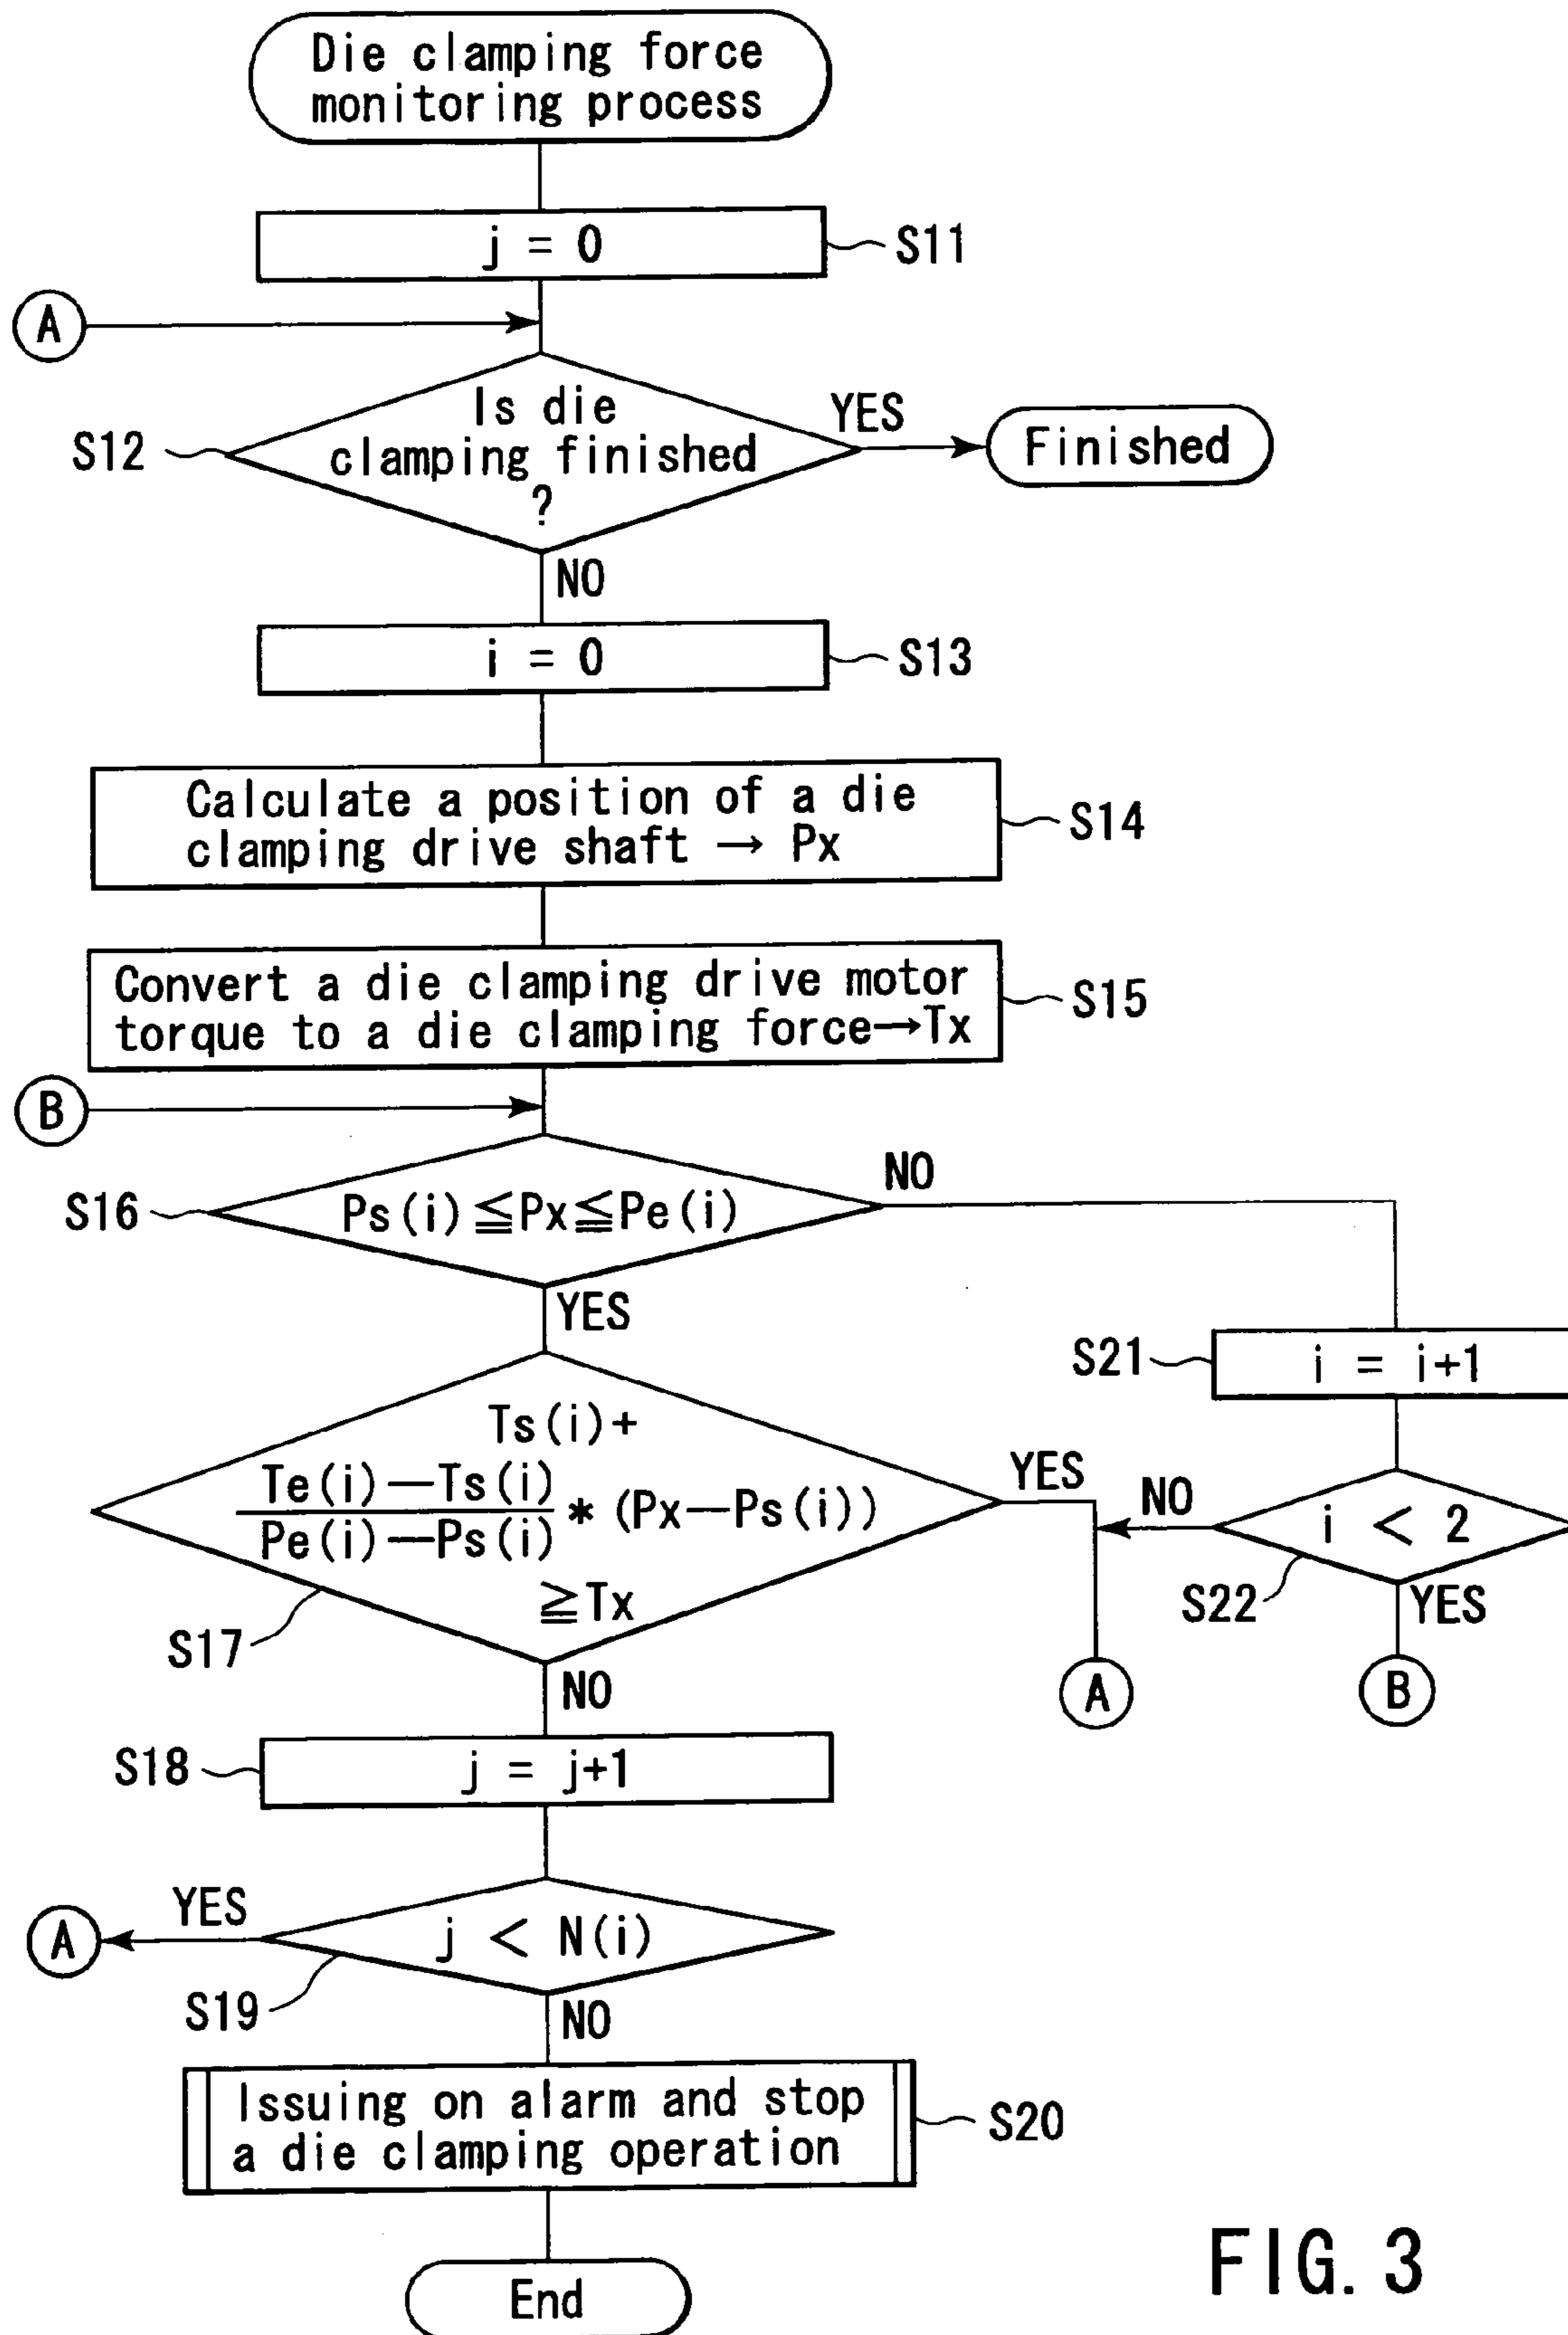 Die clamping force
monitoring process
j = 0
S11
A
Is die
clamping finished
?
S12
YES
Finished
NO
i = 0
S13
Calculate a position of a die
clamping drive shaft → Px
S14
Convert a die clamping drive motor
torque to a die clamping force→Tx
S15
B
S16
Ps(i)≦Px≦Pe(i)
NO
YES
S21
i = i+1
Ts(i)+
Te(i)−Ts(i)
Pe(i)−Ps(i)
* (Px−Ps(i))
≧Tx
S17
YES
NO
i < 2
S22
YES
A
B
NO
S18
j = j+1
A
YES
j < N(i)
S19
NO
Issuing on alarm and stop
a die clamping operation
S20
End
FIG. 3